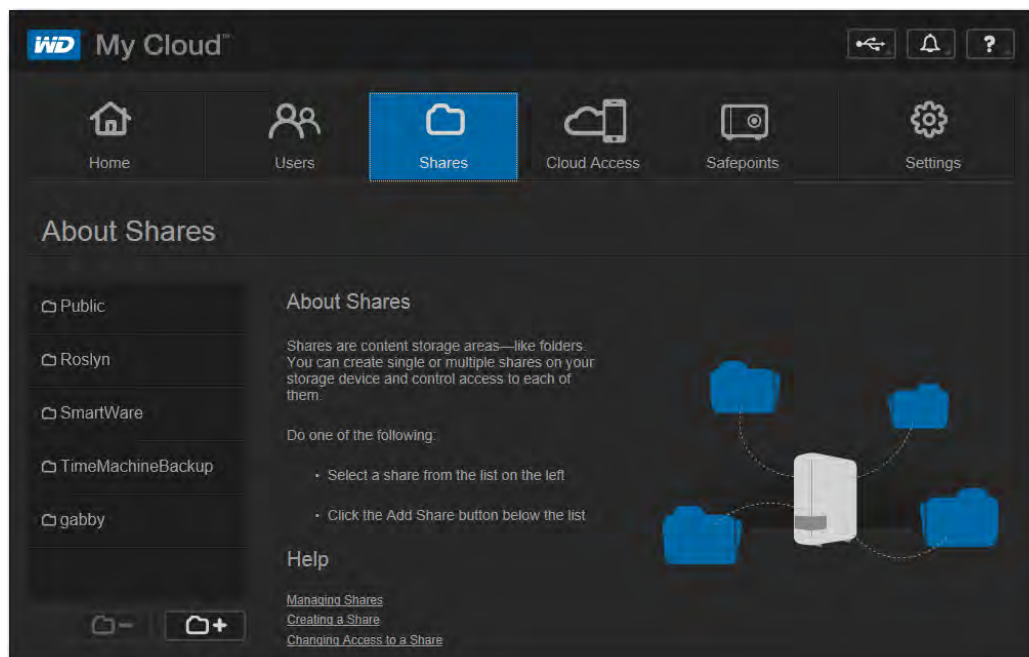 WD My Cloud™
?
Home
Users
Shares
Cloud Access
Safepoints
Settings
About Shares
Public
Roslyn
SmartWare
TimeMachineBackup
gabby
About Shares
Shares are content storage areas—like folders.
You can create single or multiple shares on your
storage device and control access to each of
them.
Do one of the following:
• Select a share from the list on the left
• Click the Add Share button below the list
Help
Managing Shares
Creating a Share
Changing Access to a Share